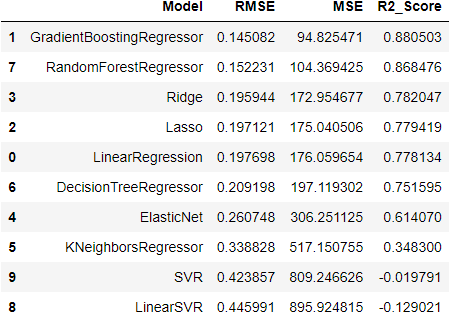 Model RMSE MSE R2_Score
1 GradientBoostingRegressor 0.145082 94.825471 0.880503
7 RandomForestRegressor 0.152231 104.369425 0.868476
3 Ridge 0.195944 172.954677 0.782047
2 Lasso 0.197121 175.040506 0.779419
0 LinearRegression 0.197698 176.059654 0.778134
6 DecisionTreeRegressor 0.209198 197.119302 0.751595
4 ElasticNet 0.260748 306.251125 0.614070
5 KNeighborsRegressor 0.338828 517.150755 0.348300
9 SVR 0.423857 809.246626 -0.019791
8 LinearSVR 0.445991 895.924815 -0.129021